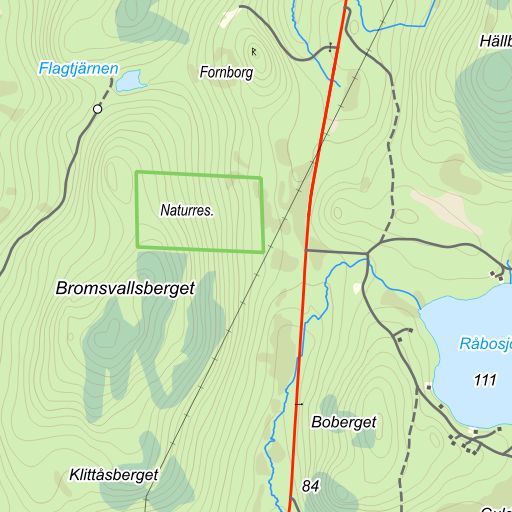 Hällb
Flagtjärnen
Fornborg
Naturres.
Bromsvallsberget
Råbosjö
111
Boberget
Klittåsberget
84